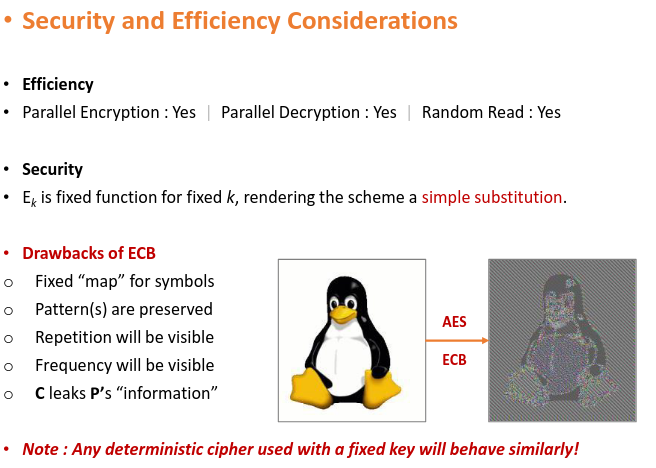 • Security and Efficiency Considerations
• Efficiency
• Parallel Encryption : Yes | Parallel Decryption : Yes | Random Read : Yes
• Security
• Ek is fixed function for fixed k, rendering the scheme a simple substitution.
• Drawbacks of ECB
o Fixed “map” for symbols
o Pattern(s) are preserved
o Repetition will be visible
o Frequency will be visible
o C leaks P’s “information”
AES
ECB
• Note : Any deterministic cipher used with a fixed key will behave similarly!